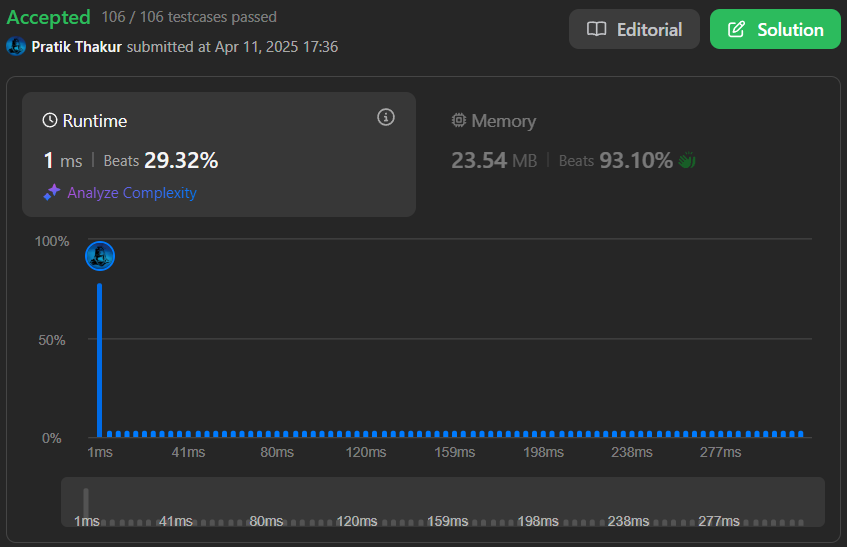 Accepted 106 / 106 testcases passed
Pratik Thakur submitted at Apr 11, 2025 17:36
Editorial
Solution
Runtime
1 ms | Beats 29.32%
Analyze Complexity
Memory
23.54 MB | Beats 93.10%
100%
50%
0%
1ms 41ms 80ms 120ms 159ms 198ms 238ms 277ms
1ms 41ms 80ms 120ms 159ms 198ms 238ms 277ms